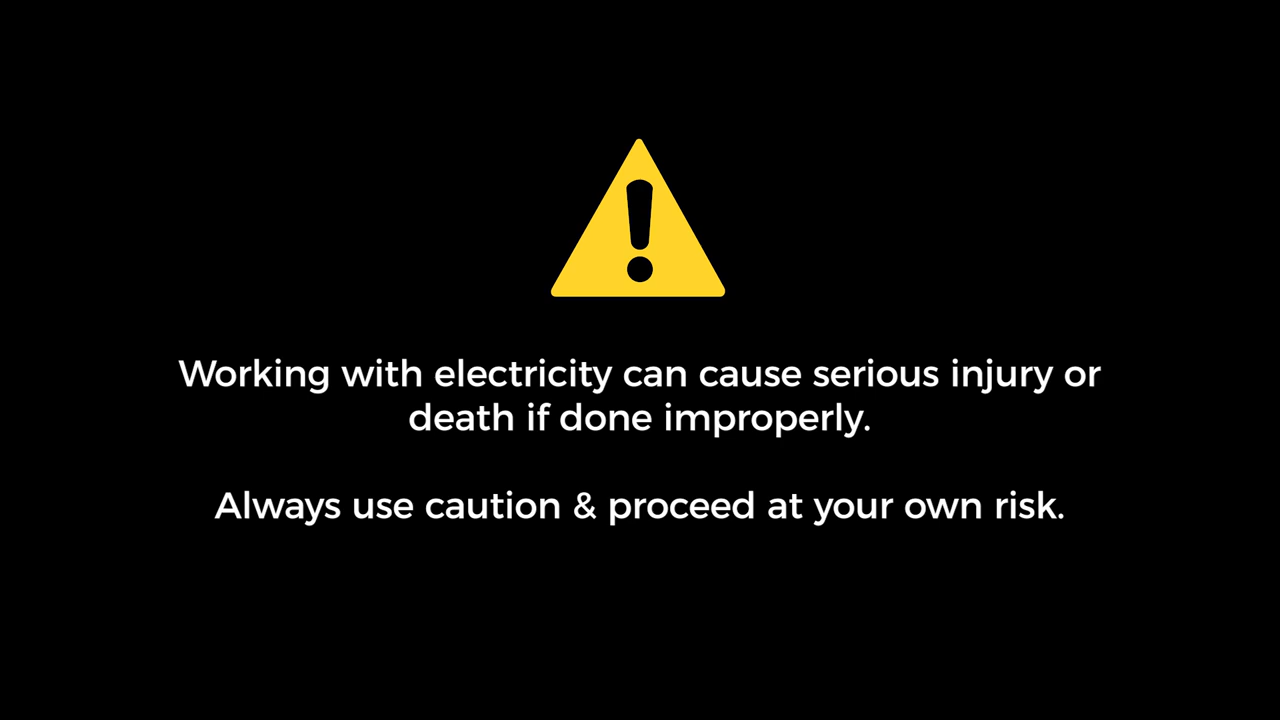 Working with electricity can cause serious injury or
death if done improperly.
Always use caution & proceed at your own risk.